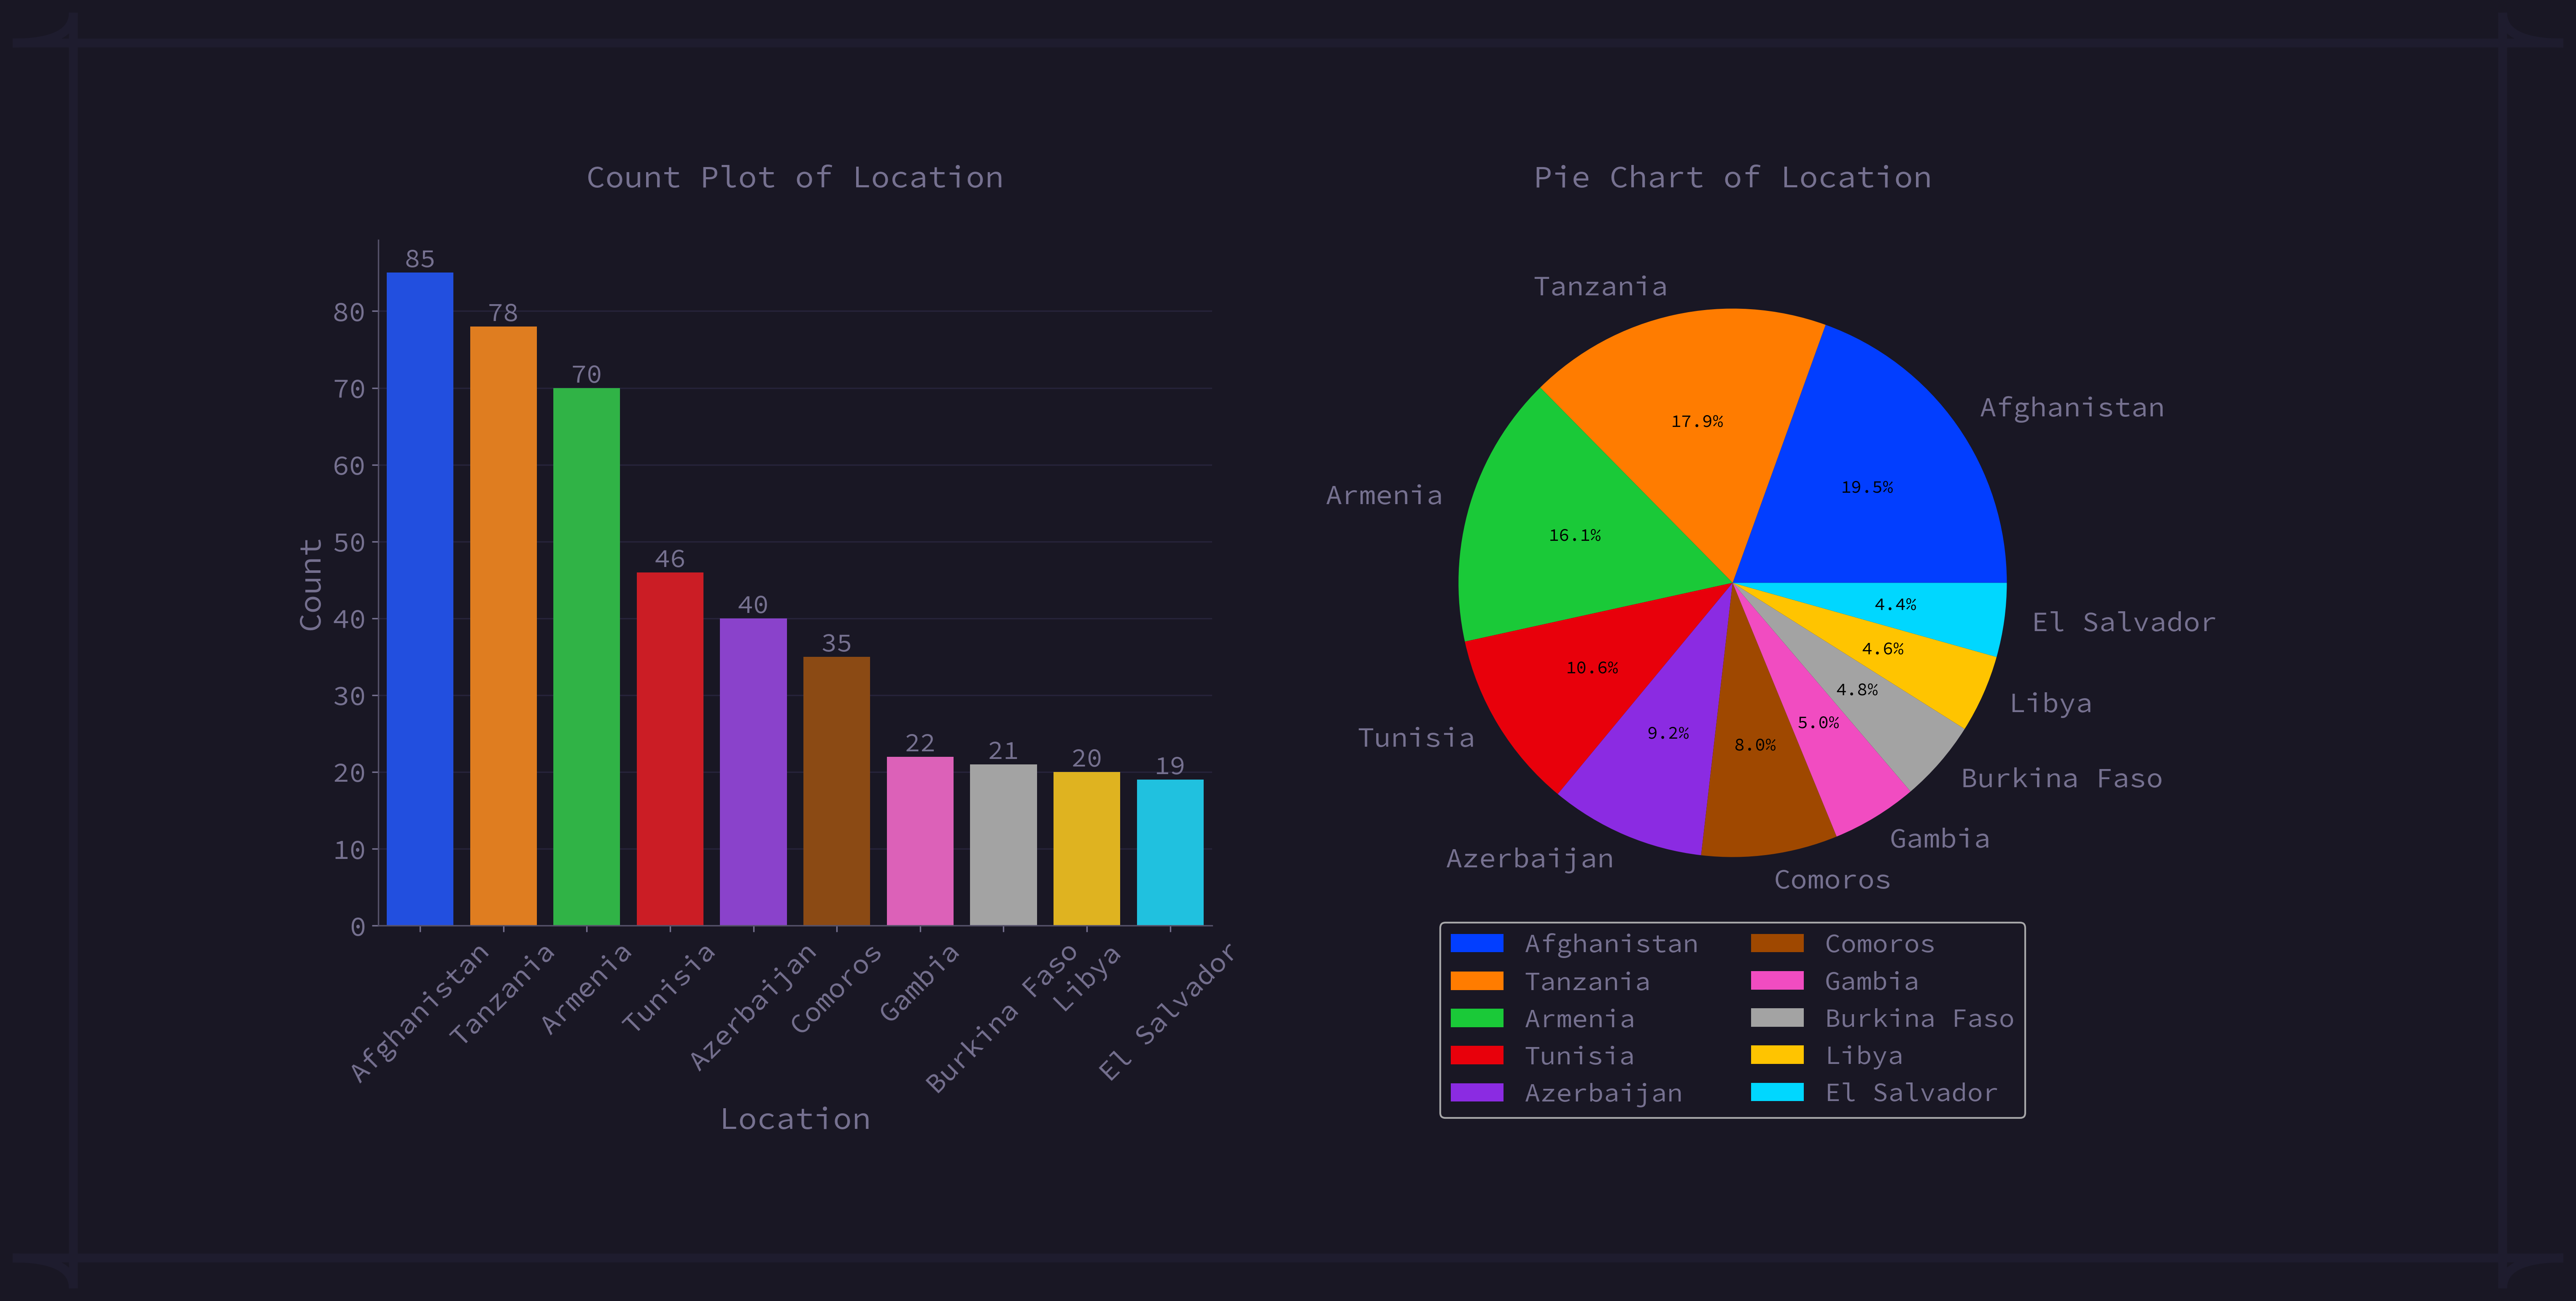 Count Plot of Location
85
78
70
46
40
35
22
21
20
19
80
70
60
50
40
30
20
10
0
Count
Afghanistan
Tanzania
Armenia
Tunisia
Azerbaijan
Comoros
Gambia
Burkina Faso
Libya
El Salvador
Location
Pie Chart of Location
Tanzania
Afghanistan
Armenia
Tunisia
Azerbaijan
Comoros
Gambia
Burkina Faso
Libya
El Salvador
17.9%
19.5%
16.1%
10.6%
9.2%
8.0%
5.0%
4.8%
4.6%
4.4%
Afghanistan
Tanzania
Armenia
Tunisia
Azerbaijan
Comoros
Gambia
Burkina Faso
Libya
El Salvador